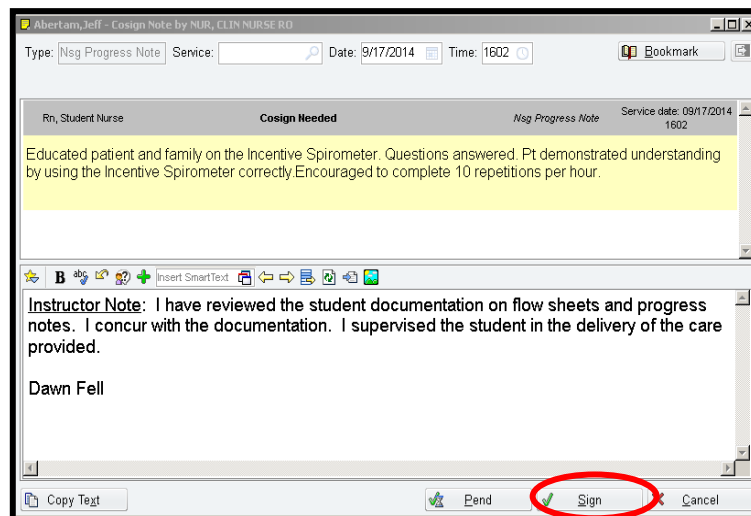 Abertam,Jeff - Cosign Note by NUR, CLIN NURSE RO
Type: Nsg Progress Note Service: Date: 9/17/2014 Time: 1602 Bookmark
Rn, Student Nurse Cosign Needed Nsg Progress Note Service date: 09/17/2014
1602
Educated patient and family on the Incentive Spirometer. Questions answered. Pt demonstrated understanding
by using the Incentive Spirometer correctly.Encouraged to complete 10 repetitions per hour.
B abc Insert SmartText
Instructor Note: I have reviewed the student documentation on flow sheets and progress
notes. I concur with the documentation. I supervised the student in the delivery of the care
provided.
Dawn Fell
Copy Text Pend Sign Cancel